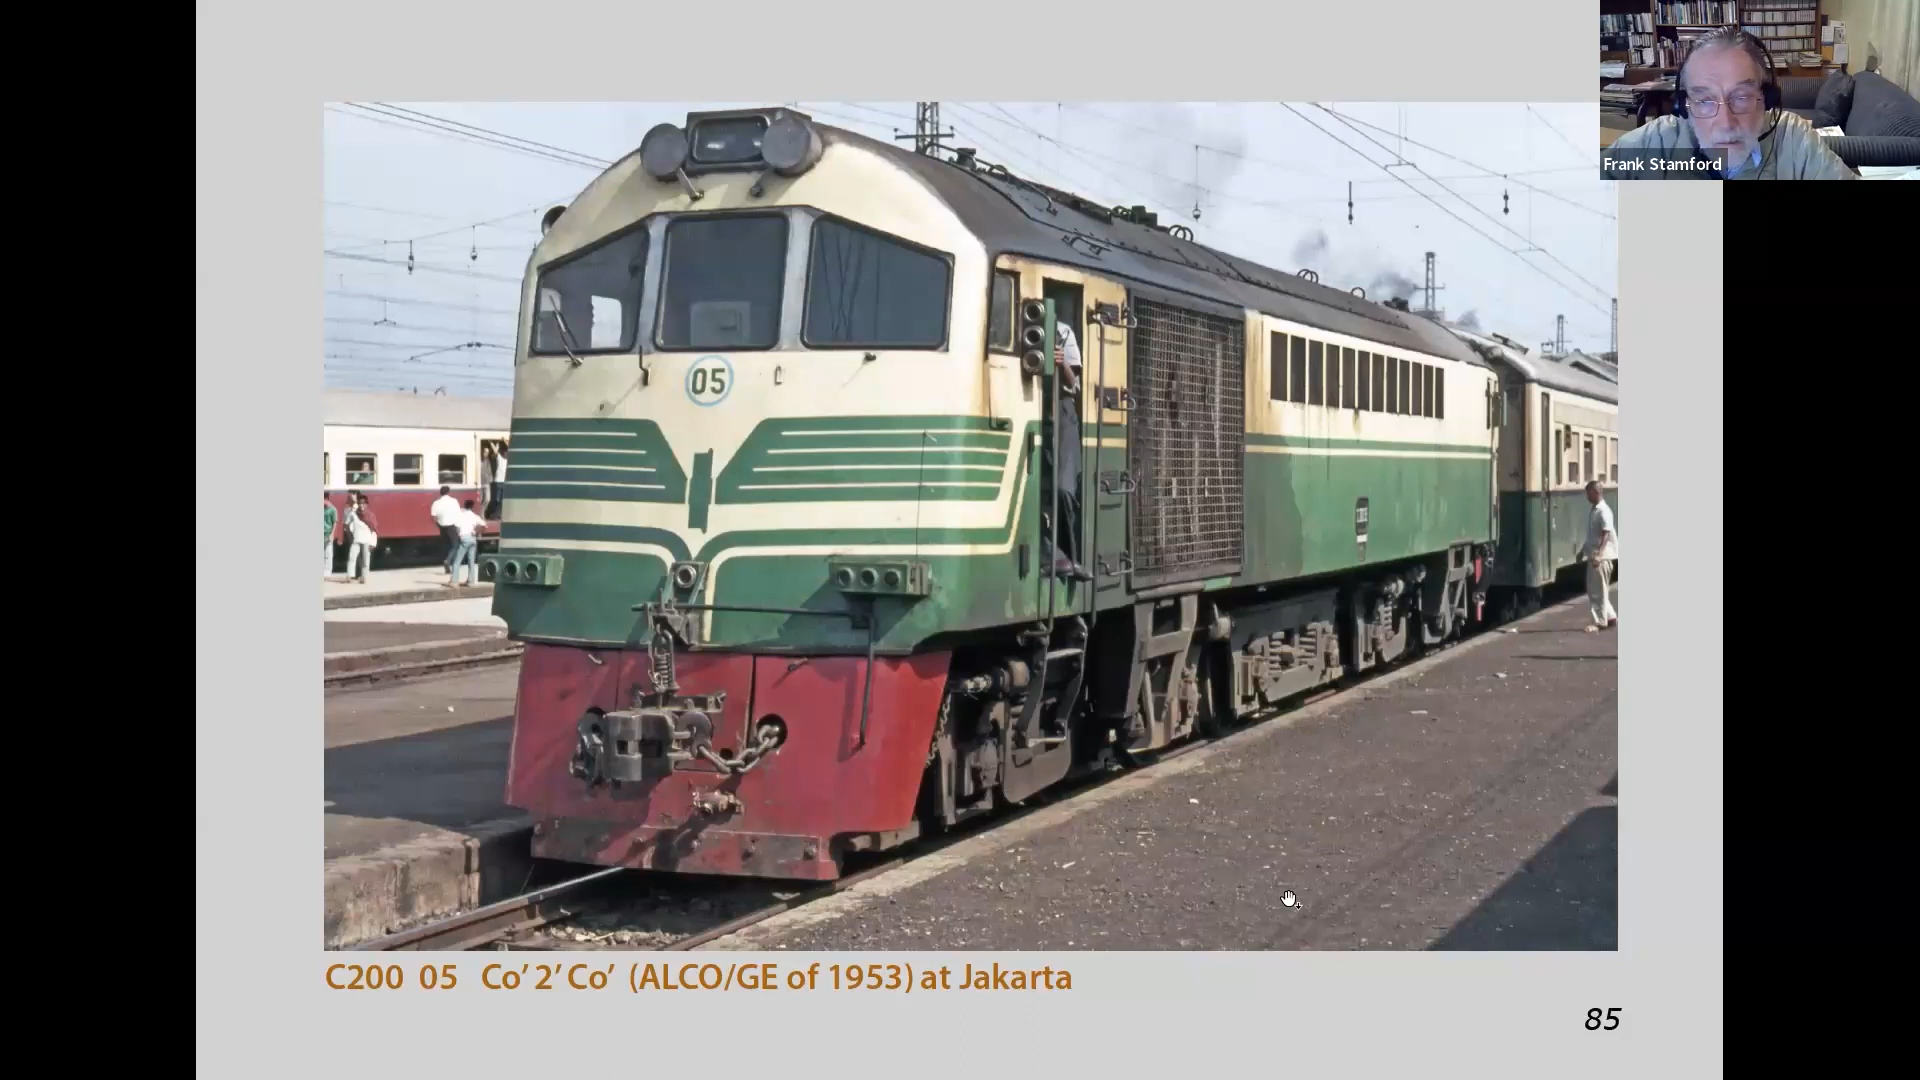 Frank Stamford
05
C200 05 Co’2’Co’ (ALCO/GE of 1953) at Jakarta
85